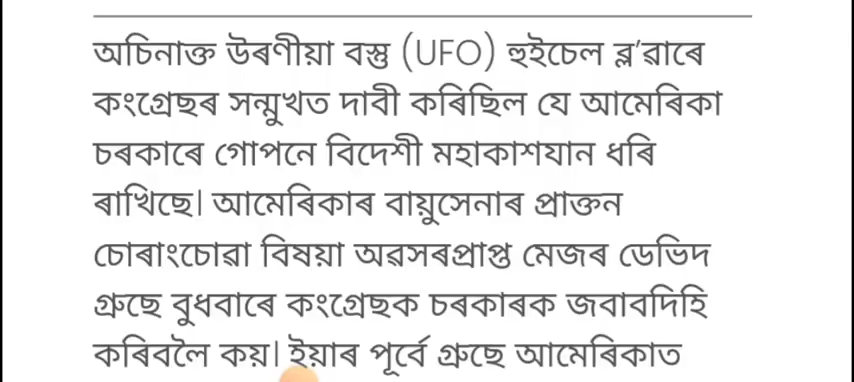 অচিনাক্ত উৰণীয়া বস্তু (UFO) হুইচেল ব্ল'ৱাৰে
কংগ্ৰেছৰ সন্মুখত দাবী কৰিছিল যে আমেৰিকা
চৰকাৰে গোপনে বিদেশী মহাকাশযান ধৰি
ৰাখিছে। আমেৰিকাৰ বায়ুসেনাৰ প্ৰাক্তন
চোৰাংচোৱা বিষয়া অৱসৰপ্ৰাপ্ত মেজৰ ডেভিদ
গ্ৰুছে বুধবাৰে কংগ্ৰেছক চৰকাৰক জবাবদিহি
কৰিবলৈ কয়। ইয়াৰ পূৰ্বে গ্ৰুছে আমেৰিকাত